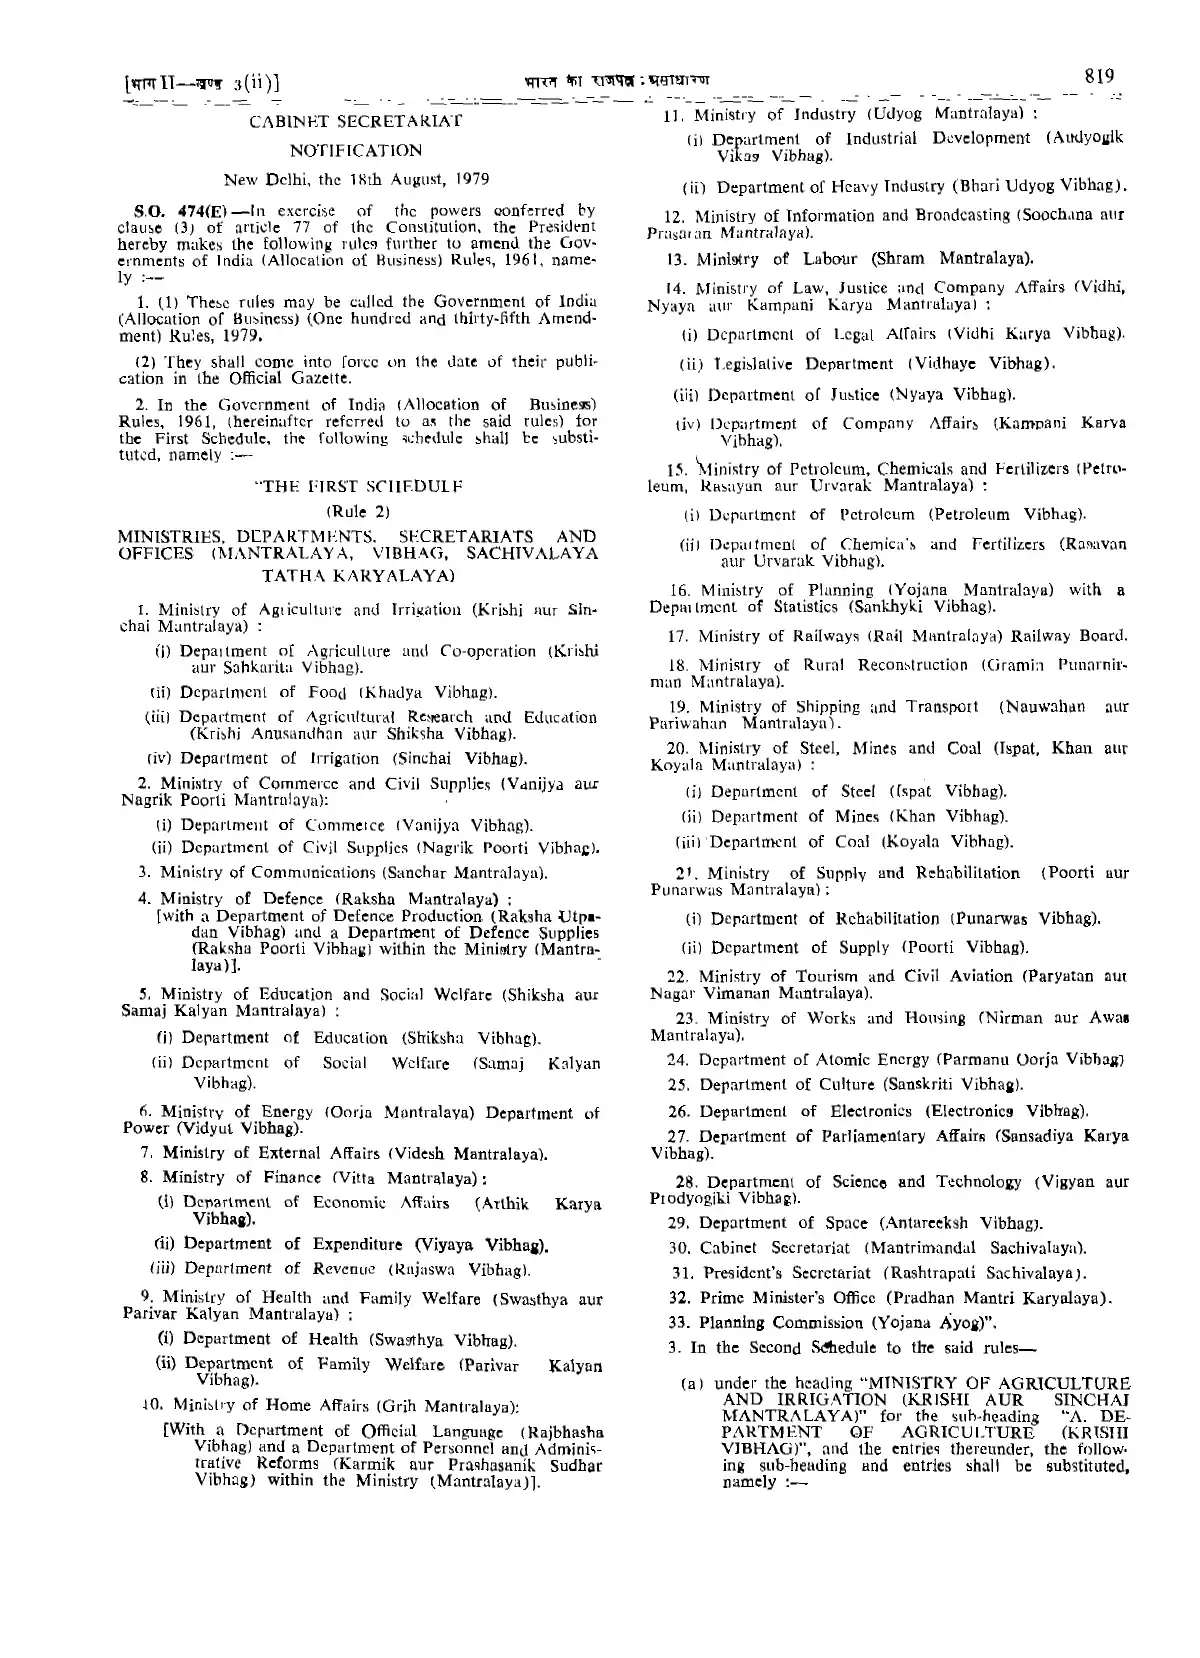 [भाग II—खण्ड 3(ii)]
भारत का राजपत्र : असाधारण
819
CABINET SECRETARIAT
NOTIFICATION
New Delhi, the 18th August, 1979
S.O. 474(E)—In exercise of the powers conferred by
clause (3) of article 77 of the Constitution, the President
hereby makes the following rules further to amend the Gov-
ernments of India (Allocation of Business) Rules, 1961, name-
ly :—
1. (1) These rules may be called the Government of India
(Allocation of Business) (One hundred and thirty-fifth Amend-
ment) Rules, 1979.
(2) They shall come into force on the date of their publi-
cation in the Official Gazette.
2. In the Government of India (Allocation of Business)
Rules, 1961, (hereinafter referred to as the said rules) for
the First Schedule, the following schedule shall be substi-
tuted, namely :—
"THE FIRST SCHEDULE
(Rule 2)
MINISTRIES, DEPARTMENTS, SECRETARIATS AND
OFFICES (MANTRALAYA, VIBHAG, SACHIVALAYA
TATHA KARYALAYA)
1. Ministry of Agriculture and Irrigation (Krishi aur Sin-
chai Mantralaya) :
(i) Department of Agriculture and Co-operation (Krishi
aur Sahkarita Vibhag).
(ii) Department of Food (Khadya Vibhag).
(iii) Department of Agricultural Research and Education
(Krishi Anusandhan aur Shiksha Vibhag).
(iv) Department of Irrigation (Sinchai Vibhag).
2. Ministry of Commerce and Civil Supplies (Vanijya aur
Nagrik Poorti Mantralaya):
(i) Department of Commerce (Vanijya Vibhag).
(ii) Department of Civil Supplies (Nagrik Poorti Vibhag).
3. Ministry of Communications (Sanchar Mantralaya).
4. Ministry of Defence (Raksha Mantralaya) :
[with a Department of Defence Production (Raksha Utpa-
dan Vibhag) and a Department of Defence Supplies
(Raksha Poorti Vibhag) within the Ministry (Mantra-
laya)].
5. Ministry of Education and Social Welfare (Shiksha aur
Samaj Kalyan Mantralaya) :
(i) Department of Education (Shiksha Vibhag).
(ii) Department of Social Welfare (Samaj Kalyan
Vibhag).
6. Ministry of Energy (Oorja Mantralaya) Department of
Power (Vidyut Vibhag).
7. Ministry of External Affairs (Videsh Mantralaya).
8. Ministry of Finance (Vitta Mantralaya) :
(i) Department of Economic Affairs (Arthik Karya
Vibhag).
(ii) Department of Expenditure (Viyaya Vibhag).
(iii) Department of Revenue (Rajaswa Vibhag).
9. Ministry of Health and Family Welfare (Swasthya aur
Parivar Kalyan Mantralaya) :
(i) Department of Health (Swasthya Vibhag).
(ii) Department of Family Welfare (Parivar Kalyan
Vibhag).
10. Ministry of Home Affairs (Grih Mantralaya):
[With a Department of Official Language (Rajbhasha
Vibhag) and a Department of Personnel and Adminis-
trative Reforms (Karmik aur Prashasanik Sudhar
Vibhag) within the Ministry (Mantralaya)].
11. Ministry of Industry (Udyog Mantralaya) :
(i) Department of Industrial Development (Audyogik
Vikas Vibhag).
(ii) Department of Heavy Industry (Bhari Udyog Vibhag).
12. Ministry of Information and Broadcasting (Soochana aur
Prasaran Mantralaya).
13. Ministry of Labour (Shram Mantralaya).
14. Ministry of Law, Justice and Company Affairs (Vidhi,
Nyaya aur Kampani Karya Mantralaya) :
(i) Department of Legal Affairs (Vidhi Karya Vibhag).
(ii) Legislative Department (Vidhaye Vibhag).
(iii) Department of Justice (Nyaya Vibhag).
(iv) Department of Company Affairs (Kampani Karya
Vibhag).
15. Ministry of Petroleum, Chemicals and Fertilizers (Petro-
leum, Rasayan aur Urvarak Mantralaya) :
(i) Department of Petroleum (Petroleum Vibhag).
(ii) Department of Chemicals and Fertilizers (Rasayan
aur Urvarak Vibhag).
16. Ministry of Planning (Yojana Mantralaya) with a
Department of Statistics (Sankhyki Vibhag).
17. Ministry of Railways (Rail Mantralaya) Railway Board.
18. Ministry of Rural Reconstruction (Gramin Punarnir-
man Mantralaya).
19. Ministry of Shipping and Transport (Nauwahan aur
Pariwahan Mantralaya).
20. Ministry of Steel, Mines and Coal (Ispat, Khan aur
Koyala Mantralaya) :
(i) Department of Steel (Ispat Vibhag).
(ii) Department of Mines (Khan Vibhag).
(iii) Department of Coal (Koyala Vibhag).
21. Ministry of Supply and Rehabilitation (Poorti aur
Punarwas Mantralaya) :
(i) Department of Rehabilitation (Punarwas Vibhag).
(ii) Department of Supply (Poorti Vibhag).
22. Ministry of Tourism and Civil Aviation (Paryatan aur
Nagar Vimanan Mantralaya).
23. Ministry of Works and Housing (Nirman aur Awas
Mantralaya).
24. Department of Atomic Energy (Parmanu Oorja Vibhag)
25. Department of Culture (Sanskriti Vibhag).
26. Department of Electronics (Electronics Vibhag).
27. Department of Parliamentary Affairs (Sansadiya Karya
Vibhag).
28. Department of Science and Technology (Vigyan aur
Prodyogiki Vibhag).
29. Department of Space (Antareeksh Vibhag).
30. Cabinet Secretariat (Mantrimandal Sachivalaya).
31. President's Secretariat (Rashtrapati Sachivalaya).
32. Prime Minister's Office (Pradhan Mantri Karyalaya).
33. Planning Commission (Yojana Ayog)".
3. In the Second Schedule to the said rules—
(a) under the heading "MINISTRY OF AGRICULTURE
AND IRRIGATION (KRISHI AUR SINCHAI
MANTRALAYA)" for the sub-heading "A. DE-
PARTMENT OF AGRICULTURE (KRISHI
VIBHAG)", and the entries thereunder, the follow-
ing sub-heading and entries shall be substituted,
namely :—